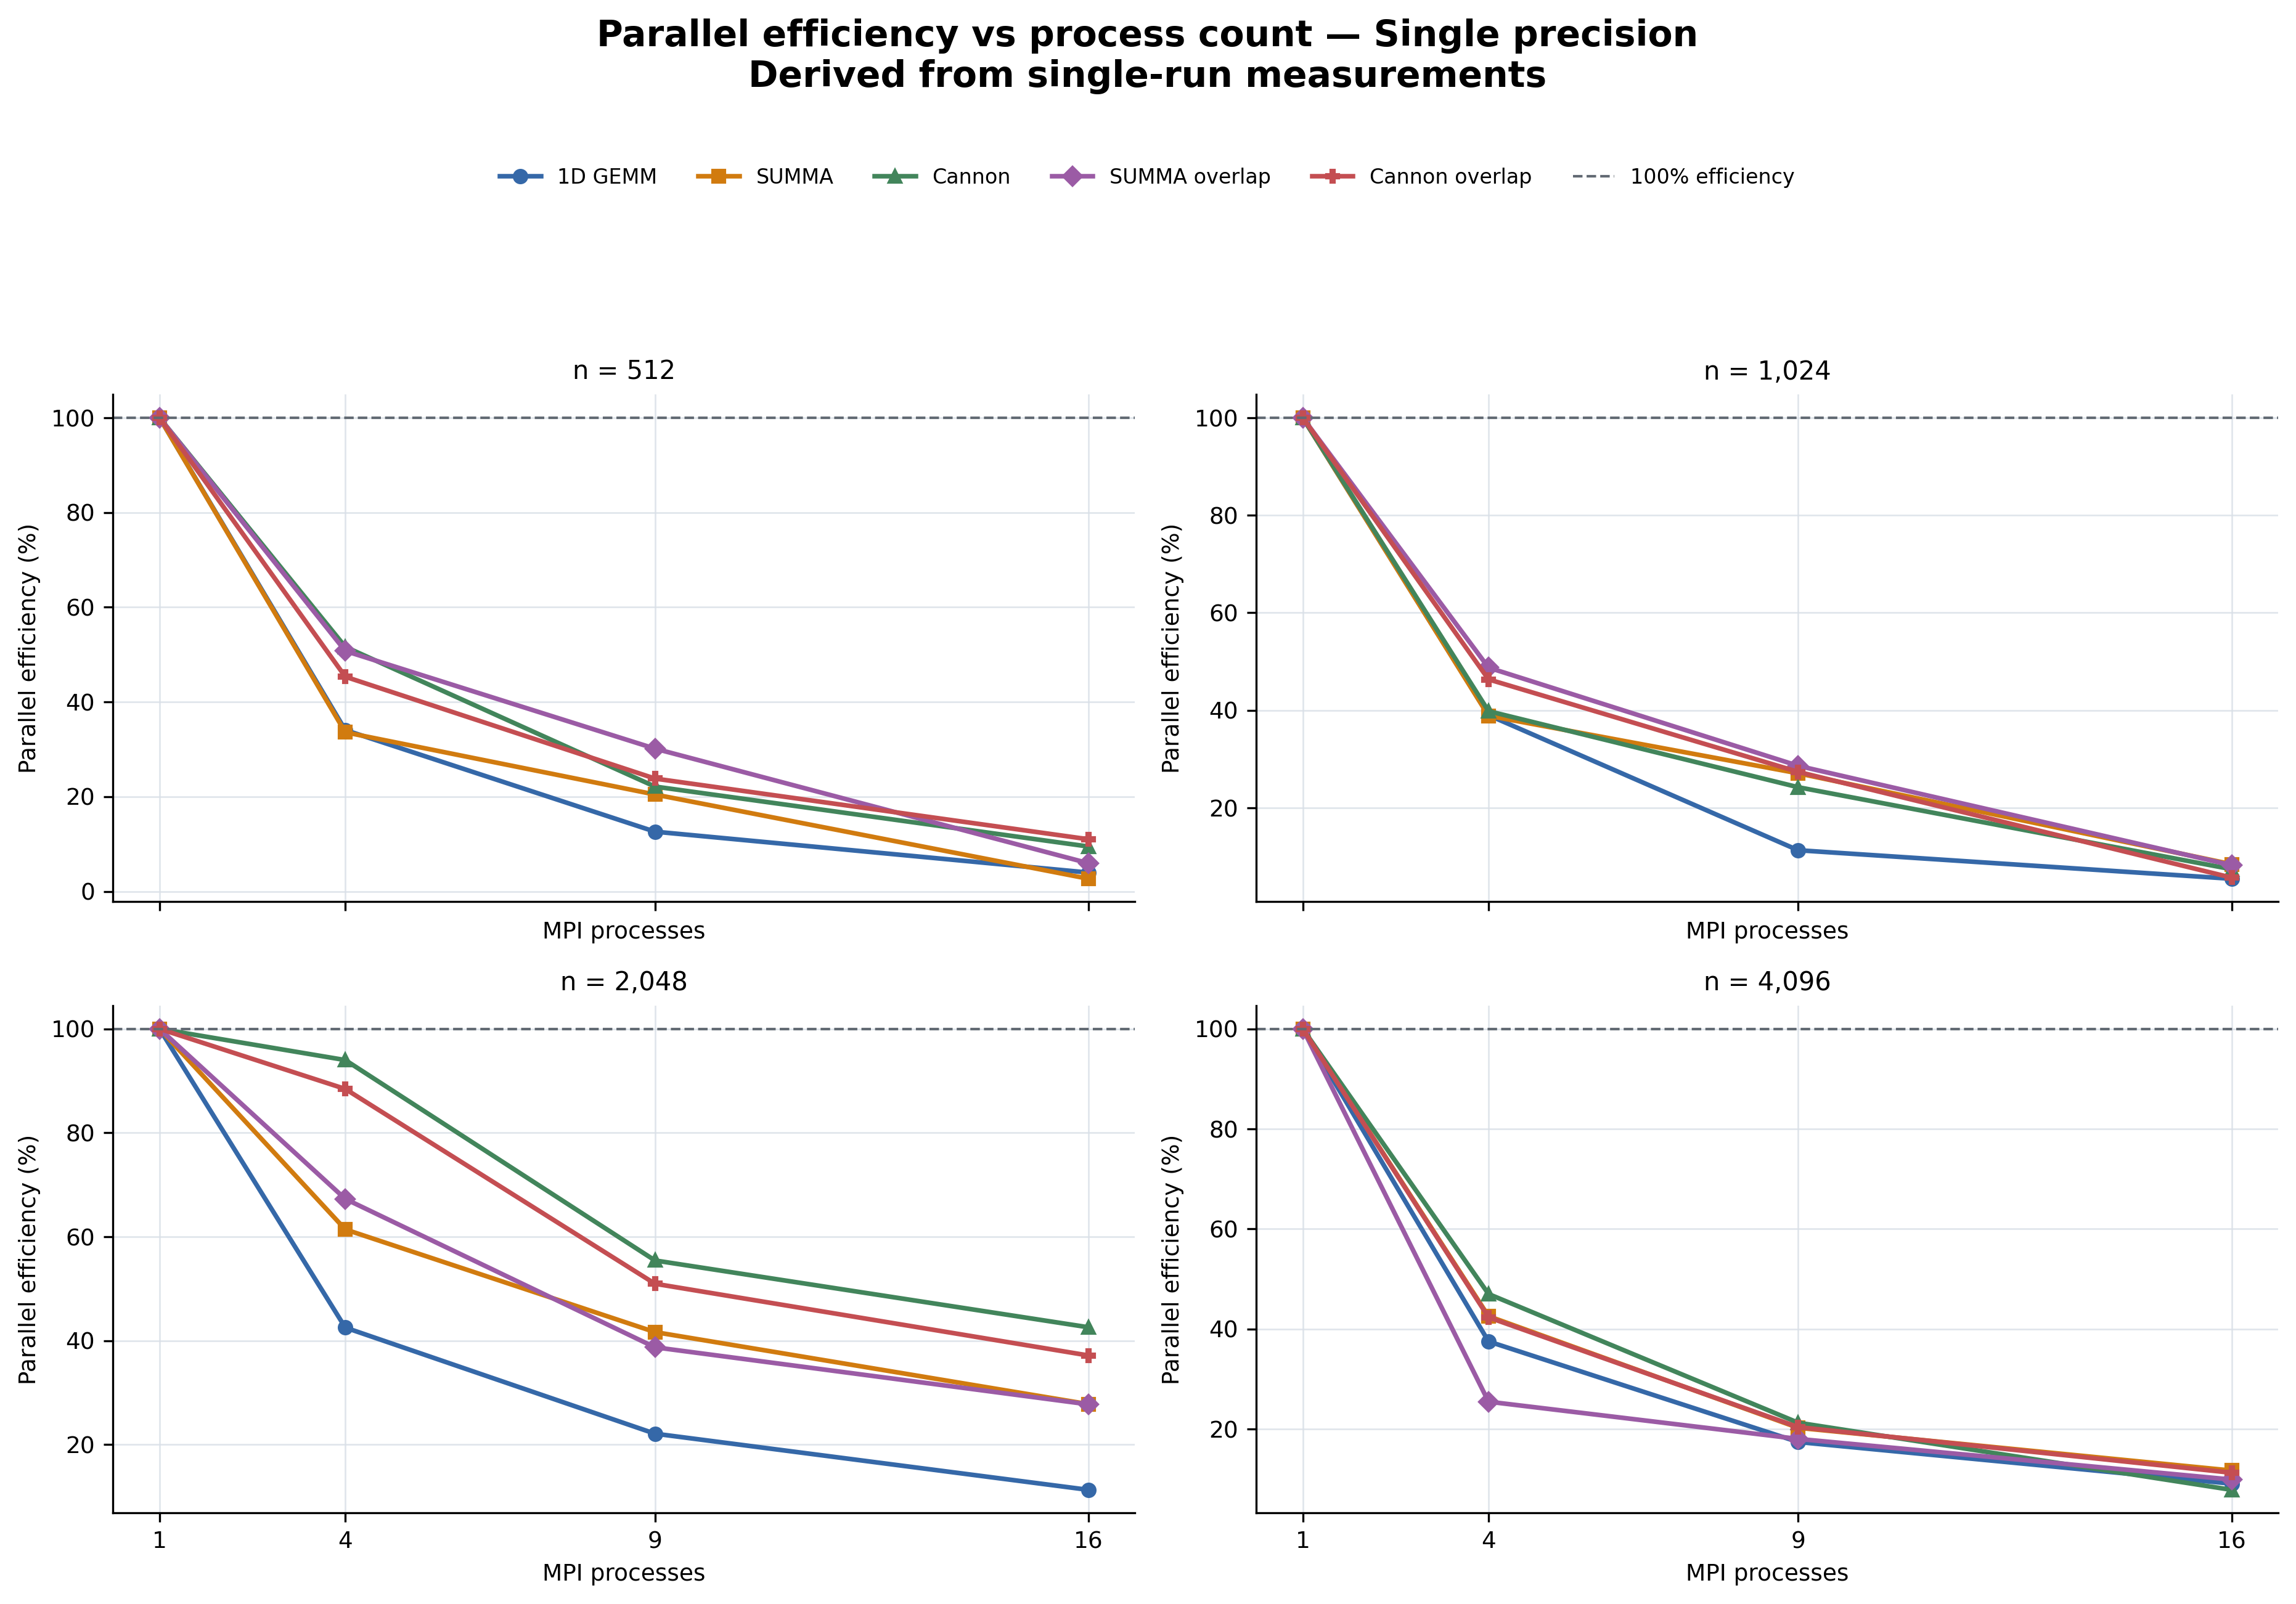 Parallel efficiency vs process count — Single precision
Derived from single-run measurements
1D GEMM SUMMA Cannon SUMMA overlap Cannon overlap 100% efficiency
n = 512
Parallel efficiency (%)
100
80
60
40
20
0
MPI processes
n = 1,024
Parallel efficiency (%)
100
80
60
40
20
MPI processes
n = 2,048
Parallel efficiency (%)
100
80
60
40
20
1 4 9 16
MPI processes
n = 4,096
Parallel efficiency (%)
100
80
60
40
20
1 4 9 16
MPI processes